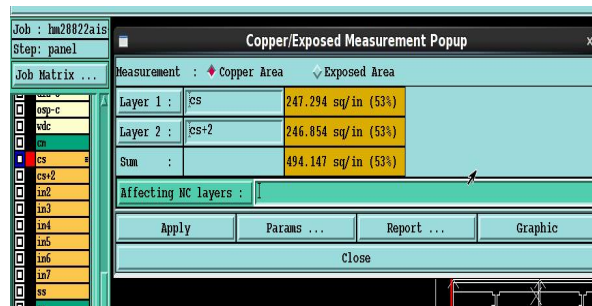 Job : hm28822ais
Step: panel
Job Matrix ...
Copper/Exposed Measurement Popup
x
Measurement : Copper Area Exposed Area
Layer 1 : cs 247.294 sq/in (53%)
Layer 2 : cs+2 246.854 sq/in (53%)
Sum : 494.147 sq/in (53%)
Affecting NC layers :
Apply Params ... Report ... Graphic
Close
osp-c
wdc
cm
cs
cs+2
in2
in3
in4
in5
in6
in7
ss